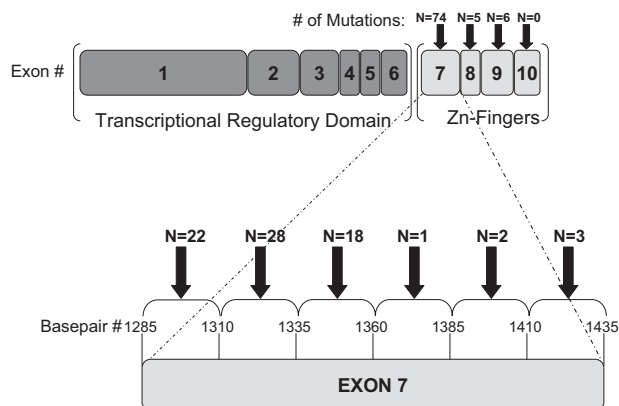 # of Mutations: N=74 N=5 N=6 N=0
Exon # 1 2 3 4 5 6 7 8 9 10
Transcriptional Regulatory Domain Zn-Fingers
N=22 N=28 N=18 N=1 N=2 N=3
Basepair # 1285 1310 1335 1360 1385 1410 1435
EXON 7